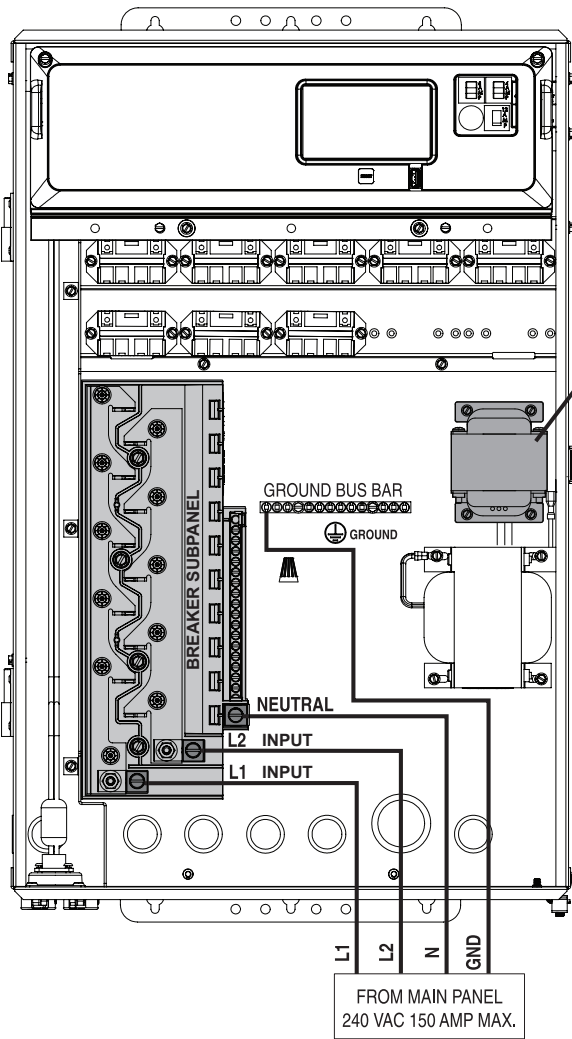 GROUND BUS BAR
GROUND
BREAKER SUBPANEL
NEUTRAL
L2 INPUT
L1 INPUT
L1
L2
N
GND
FROM MAIN PANEL
240 VAC 150 AMP MAX.